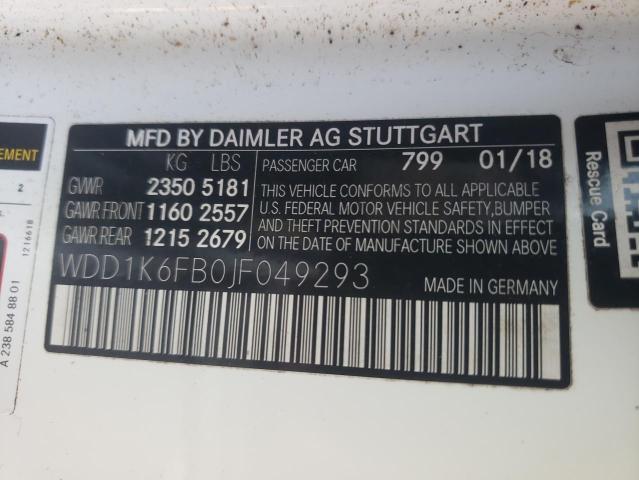 MFD BY DAIMLER AG STUTTGART
KG LBS
GVWR 2350 5181
GAWR FRONT 1160 2557
GAWR REAR 1215 2679
PASSENGER CAR 799 01/18
THIS VEHICLE CONFORMS TO ALL APPLICABLE
U.S. FEDERAL MOTOR VEHICLE SAFETY,BUMPER
AND THEFT PREVENTION STANDARDS IN EFFECT
ON THE DATE OF MANUFACTURE SHOWN ABOVE.
WDD1K6FB0JF049293
MADE IN GERMANY
EMENT
2
1216618
A 238 584 88 01
Rescue Card